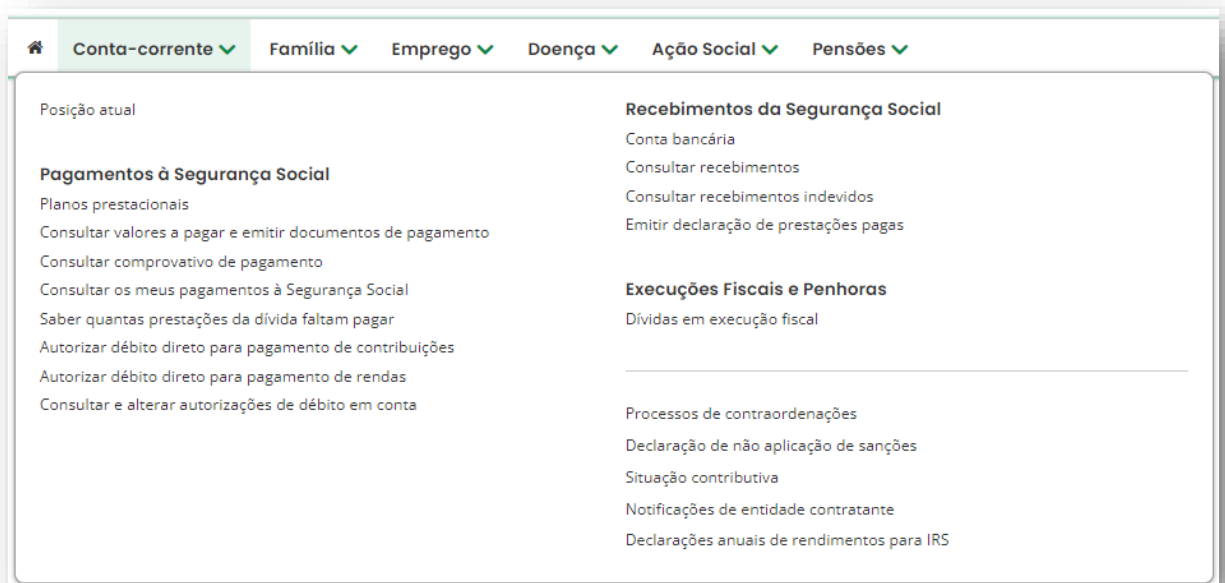 Conta-corrente
Família
Emprego
Doença
Ação Social
Pensões
Posição atual
Pagamentos à Segurança Social
Planos prestacionais
Consultar valores a pagar e emitir documentos de pagamento
Consultar comprovativo de pagamento
Consultar os meus pagamentos à Segurança Social
Saber quantas prestações da dívida faltam pagar
Autorizar débito direto para pagamento de contribuições
Autorizar débito direto para pagamento de rendas
Consultar e alterar autorizações de débito em conta
Recebimentos da Segurança Social
Conta bancária
Consultar recebimentos
Consultar recebimentos indevidos
Emitir declaração de prestações pagas
Execuções Fiscais e Penhoras
Dívidas em execução fiscal
Processos de contraordenações
Declaração de não aplicação de sanções
Situação contributiva
Notificações de entidade contratante
Declarações anuais de rendimentos para IRS